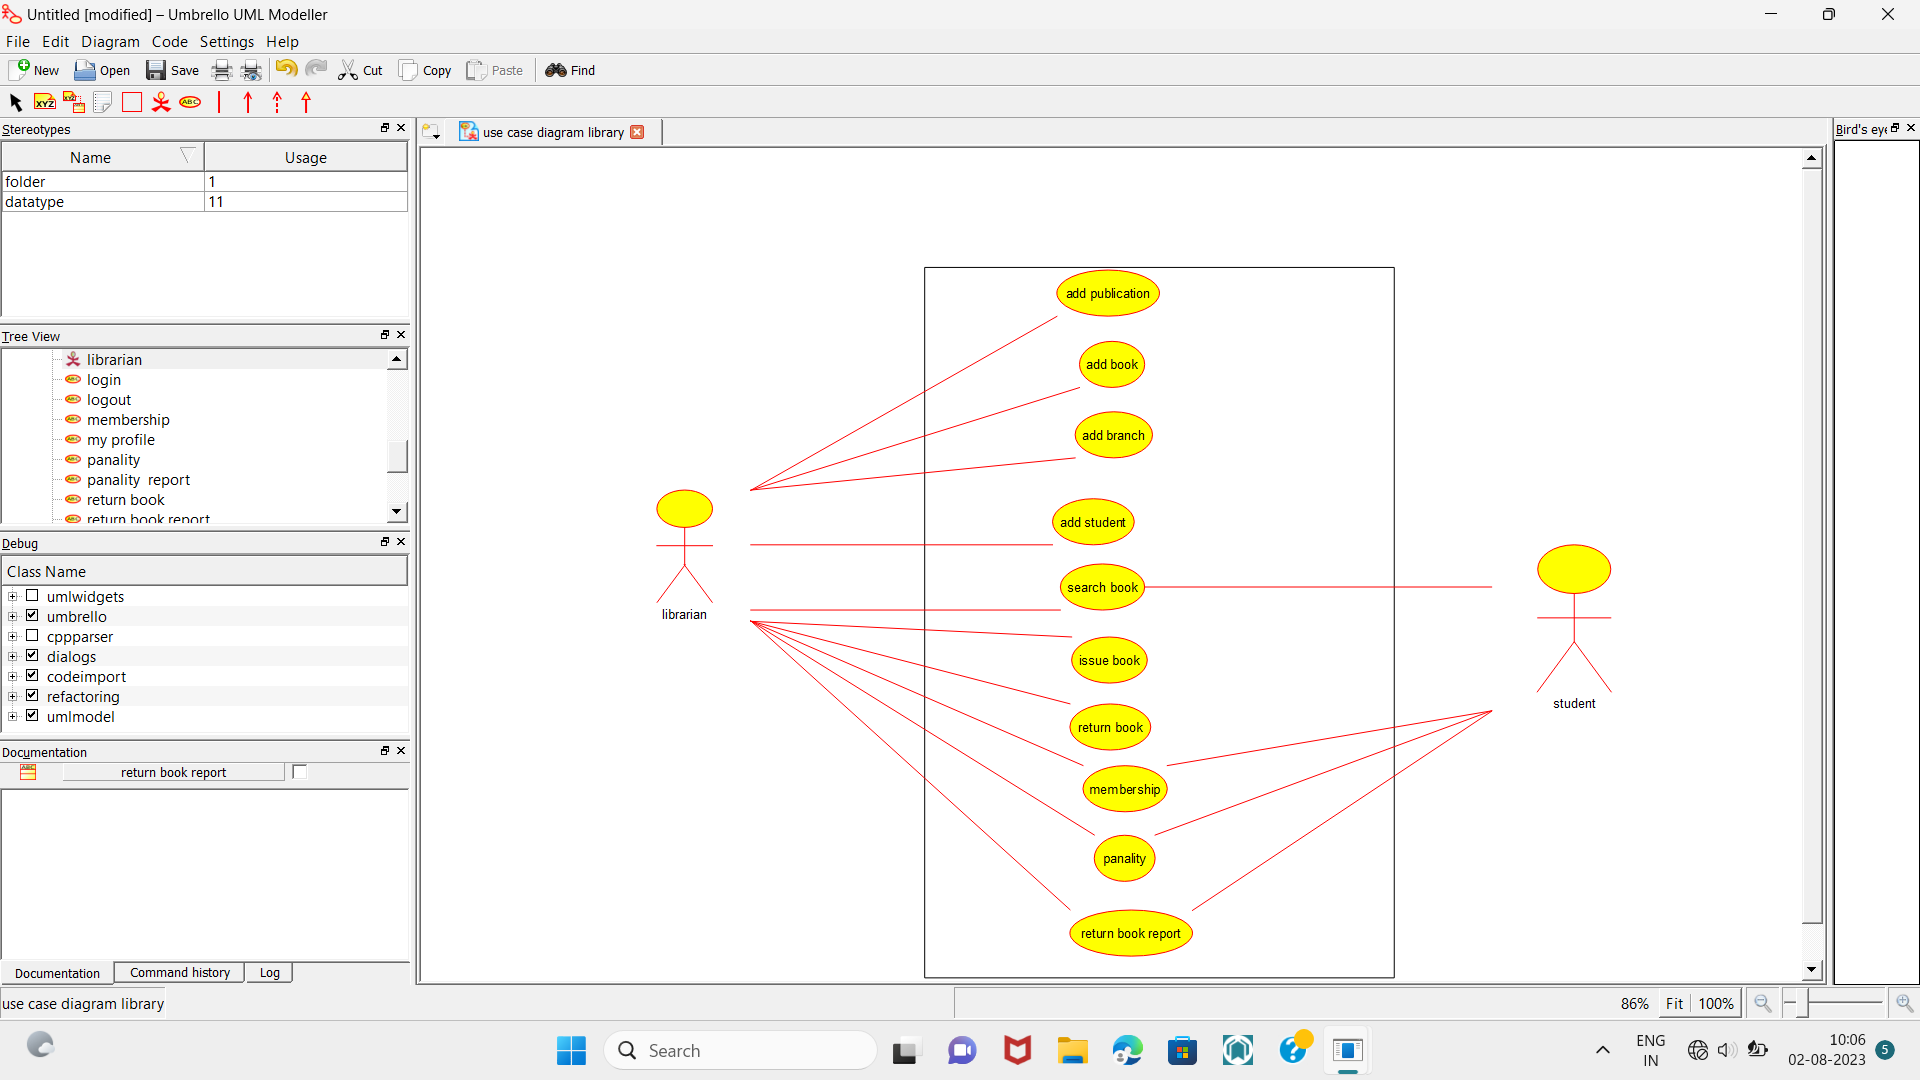 Untitled [modified] – Umbrello UML Modeller
File Edit Diagram Code Settings Help
New Open Save Cut Copy Paste Find
XYZ XYZ ABC
Stereotypes
Name Usage
folder 1
datatype 11
Tree View
librarian
login
logout
membership
my profile
panality
panality report
return book
return book report
Debug
Class Name
umlwidgets
umbrello
cppparser
dialogs
codeimport
refactoring
umlmodel
Documentation
return book report
Documentation Command history Log
use case diagram library
use case diagram library
Bird's eye
add publication
add book
add branch
add student
search book
issue book
return book
membership
panality
return book report
librarian
student
86% Fit 100%
Search
ENG
IN
10:06
02-08-2023
5